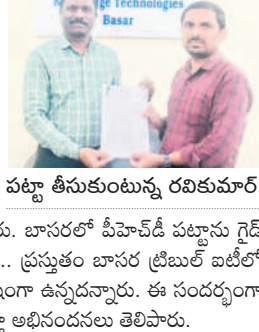 ge Technologies
Basar
పట్టా తీసుకుంటున్న రవికుమార్
రు. బాసరలో పీహెచ్‌డీ పట్టాను గైడ్
.. ప్రస్తుతం బాసర ట్రిబుల్ ఐటీలో
ంగా ఉన్నదన్నారు. ఈ సందర్భంగా
అభినందనలు తెలిపారు.